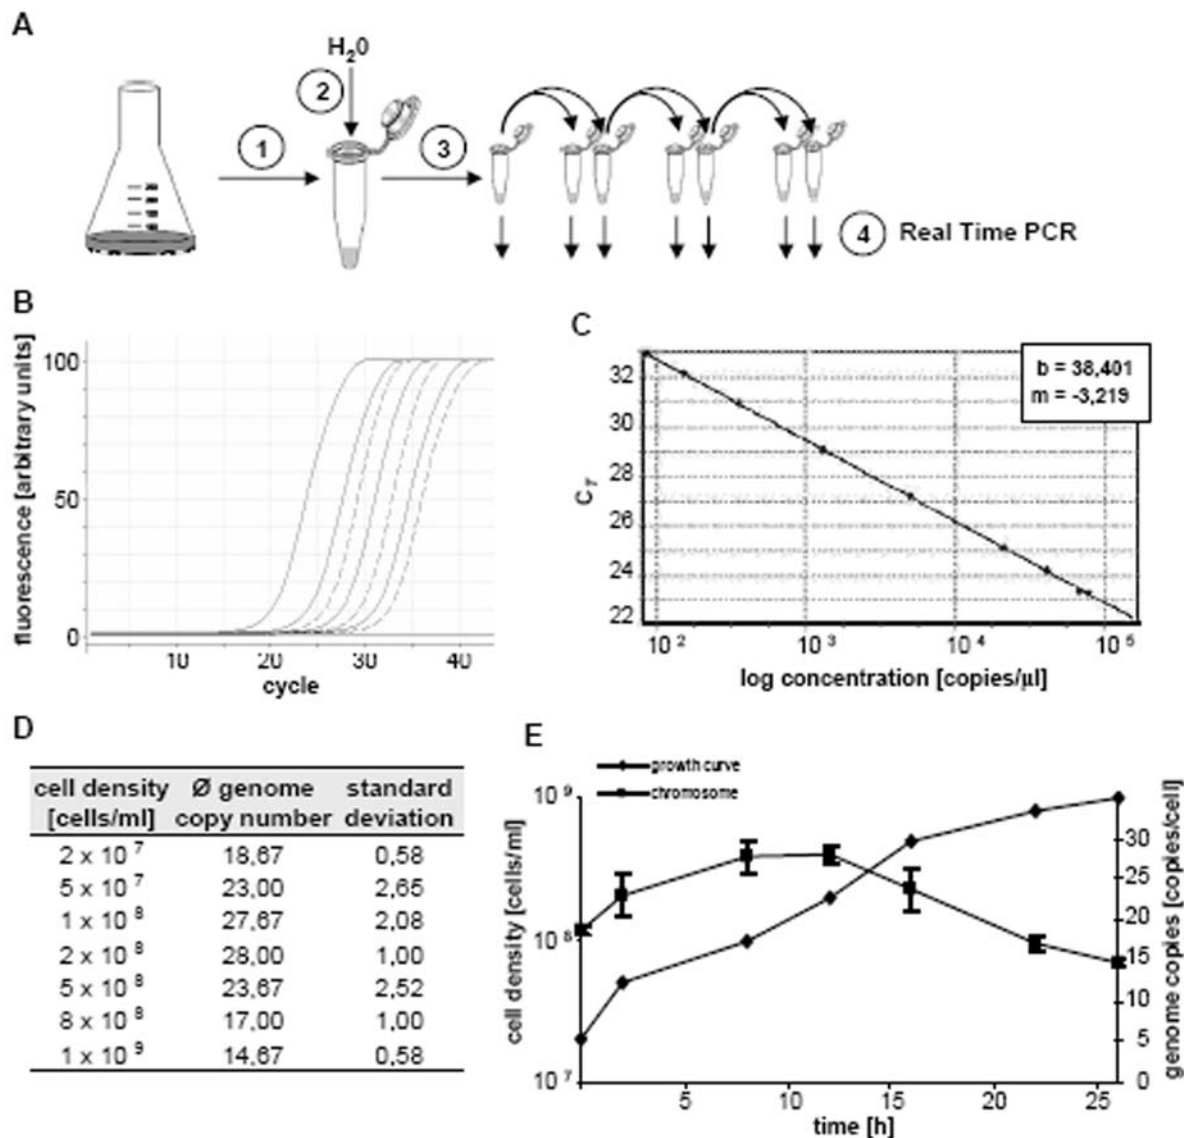 A
H20
1
2
3
4 Real Time PCR
B
fluorescence [arbitrary units]
100
50
0
10 20 30 40
cycle
C
CT
32
30
28
26
24
22
b = 38,401
m = -3,219
10 2 10 3 10 4 10 5
log concentration [copies/µl]
D
cell density Ø genome standard
[cells/ml] copy number deviation
2 x 10 7 18,67 0,58
5 x 10 7 23,00 2,65
1 x 10 8 27,67 2,08
2 x 10 8 28,00 1,00
5 x 10 8 23,67 2,52
8 x 10 8 17,00 1,00
1 x 10 9 14,67 0,58
E
growth curve
chromosome
cell density [cells/ml]
10 9
10 8
10 7
5 10 15 20 25
time [h]
30
25
20
15
10
5
0
genome copies [copies/cell]